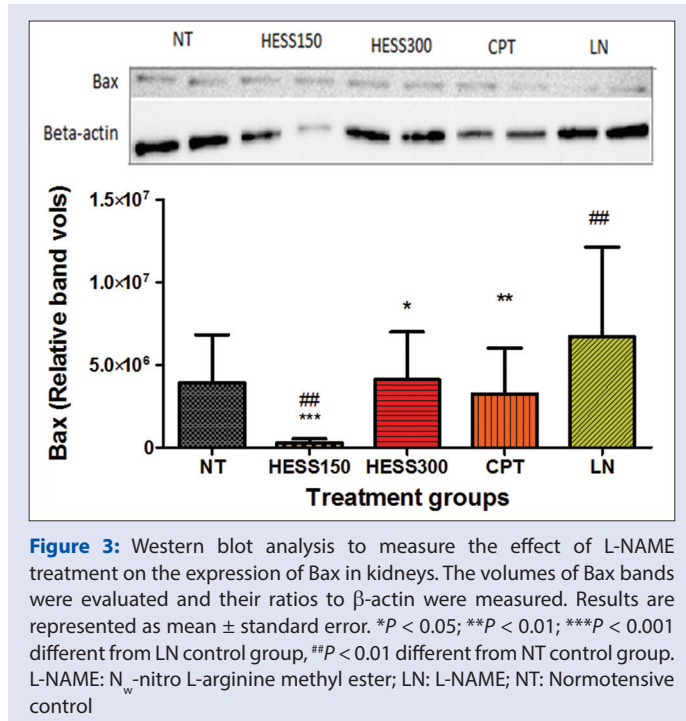 NT HESS150 HESS300 CPT LN
Bax
Beta-actin
Bax (Relative band vols)
1.5×10⁷
1.0×10⁷
5.0×10⁶
0
##
***
*
**
##
NT HESS150 HESS300 CPT LN
Treatment groups
Figure 3: Western blot analysis to measure the effect of L-NAME
treatment on the expression of Bax in kidneys. The volumes of Bax bands
were evaluated and their ratios to β-actin were measured. Results are
represented as mean ± standard error. *P < 0.05; **P < 0.01; ***P < 0.001
different from LN control group, ##P < 0.01 different from NT control group.
L-NAME: Nw-nitro L-arginine methyl ester; LN: L-NAME; NT: Normotensive
control